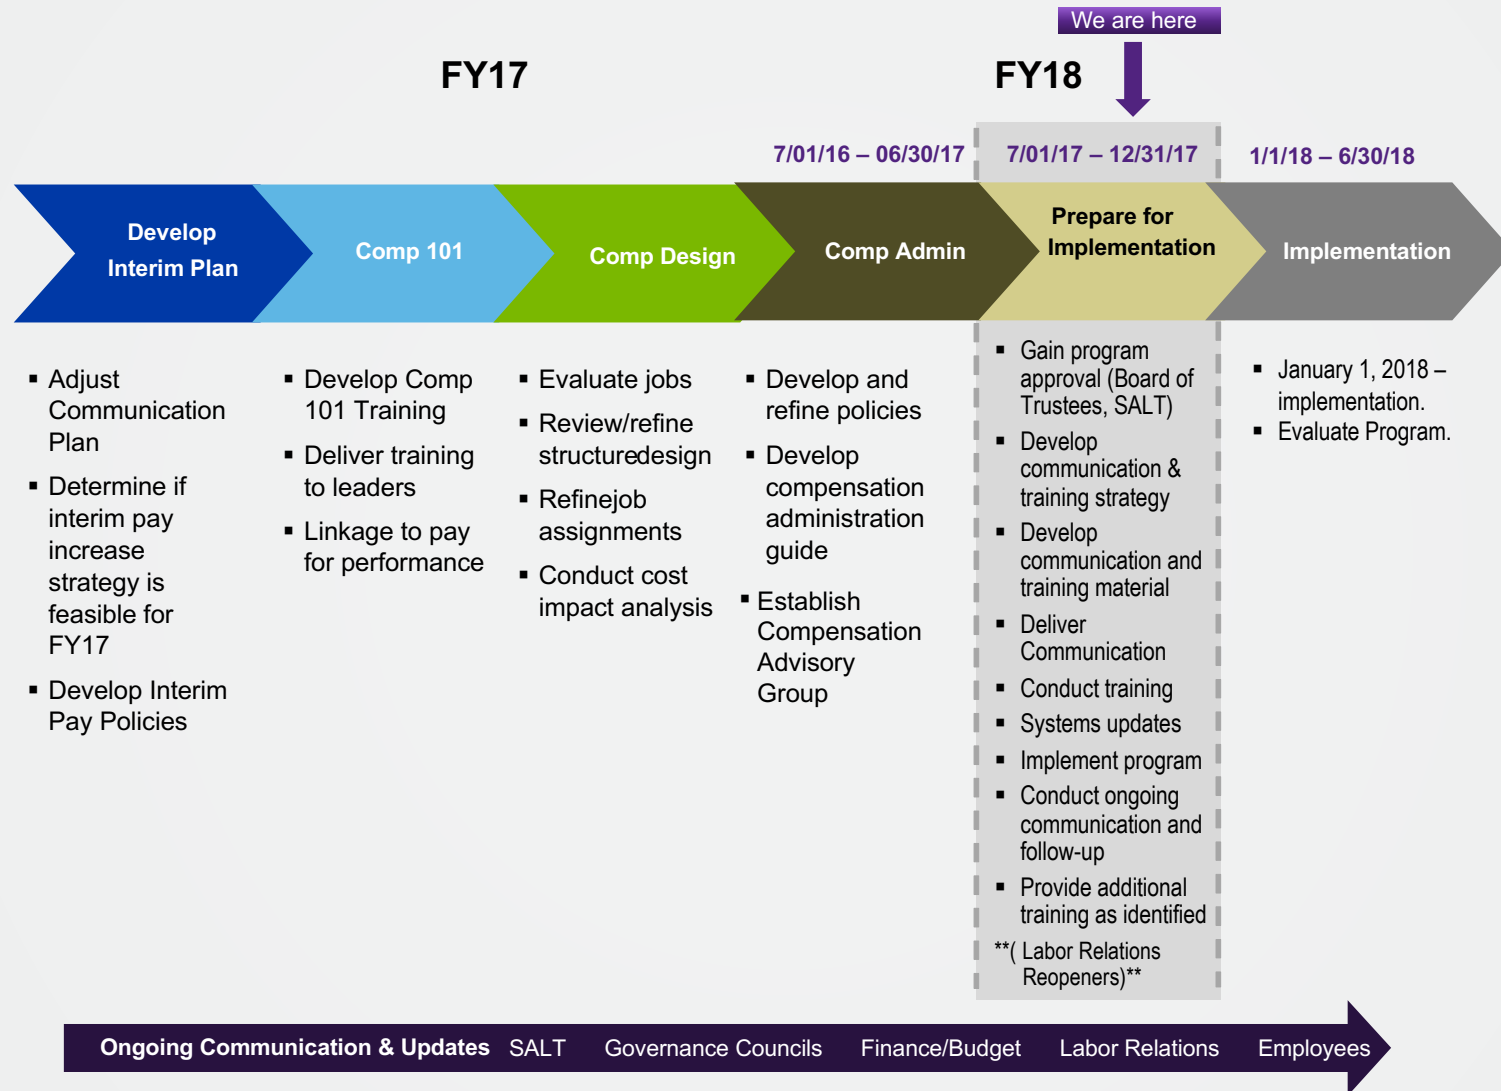 We are here
FY17
FY18
7/01/16 – 06/30/17
7/01/17 – 12/31/17
1/1/18 – 6/30/18
Develop
Interim Plan
Comp 101
Comp Design
Comp Admin
Prepare for
Implementation
Implementation
▪ Adjust
Communication
Plan
▪ Determine if
interim pay
increase
strategy is
feasible for
FY17
▪ Develop Interim
Pay Policies
▪ Develop Comp
101 Training
▪ Deliver training
to leaders
▪ Linkage to pay
for performance
▪ Evaluate jobs
▪ Review/refine
structuredesign
▪ Refinejob
assignments
▪ Conduct cost
impact analysis
▪ Develop and
refine policies
▪ Develop
compensation
administration
guide
▪ Establish
Compensation
Advisory
Group
▪ Gain program
approval (Board of
Trustees, SALT)
▪ Develop
communication &
training strategy
▪ Develop
communication and
training material
▪ Deliver
Communication
▪ Conduct training
▪ Systems updates
▪ Implement program
▪ Conduct ongoing
communication and
follow-up
▪ Provide additional
training as identified
**( Labor Relations
Reopeners)**
▪ January 1, 2018 –
implementation.
▪ Evaluate Program.
Ongoing Communication & Updates SALT Governance Councils Finance/Budget Labor Relations Employees